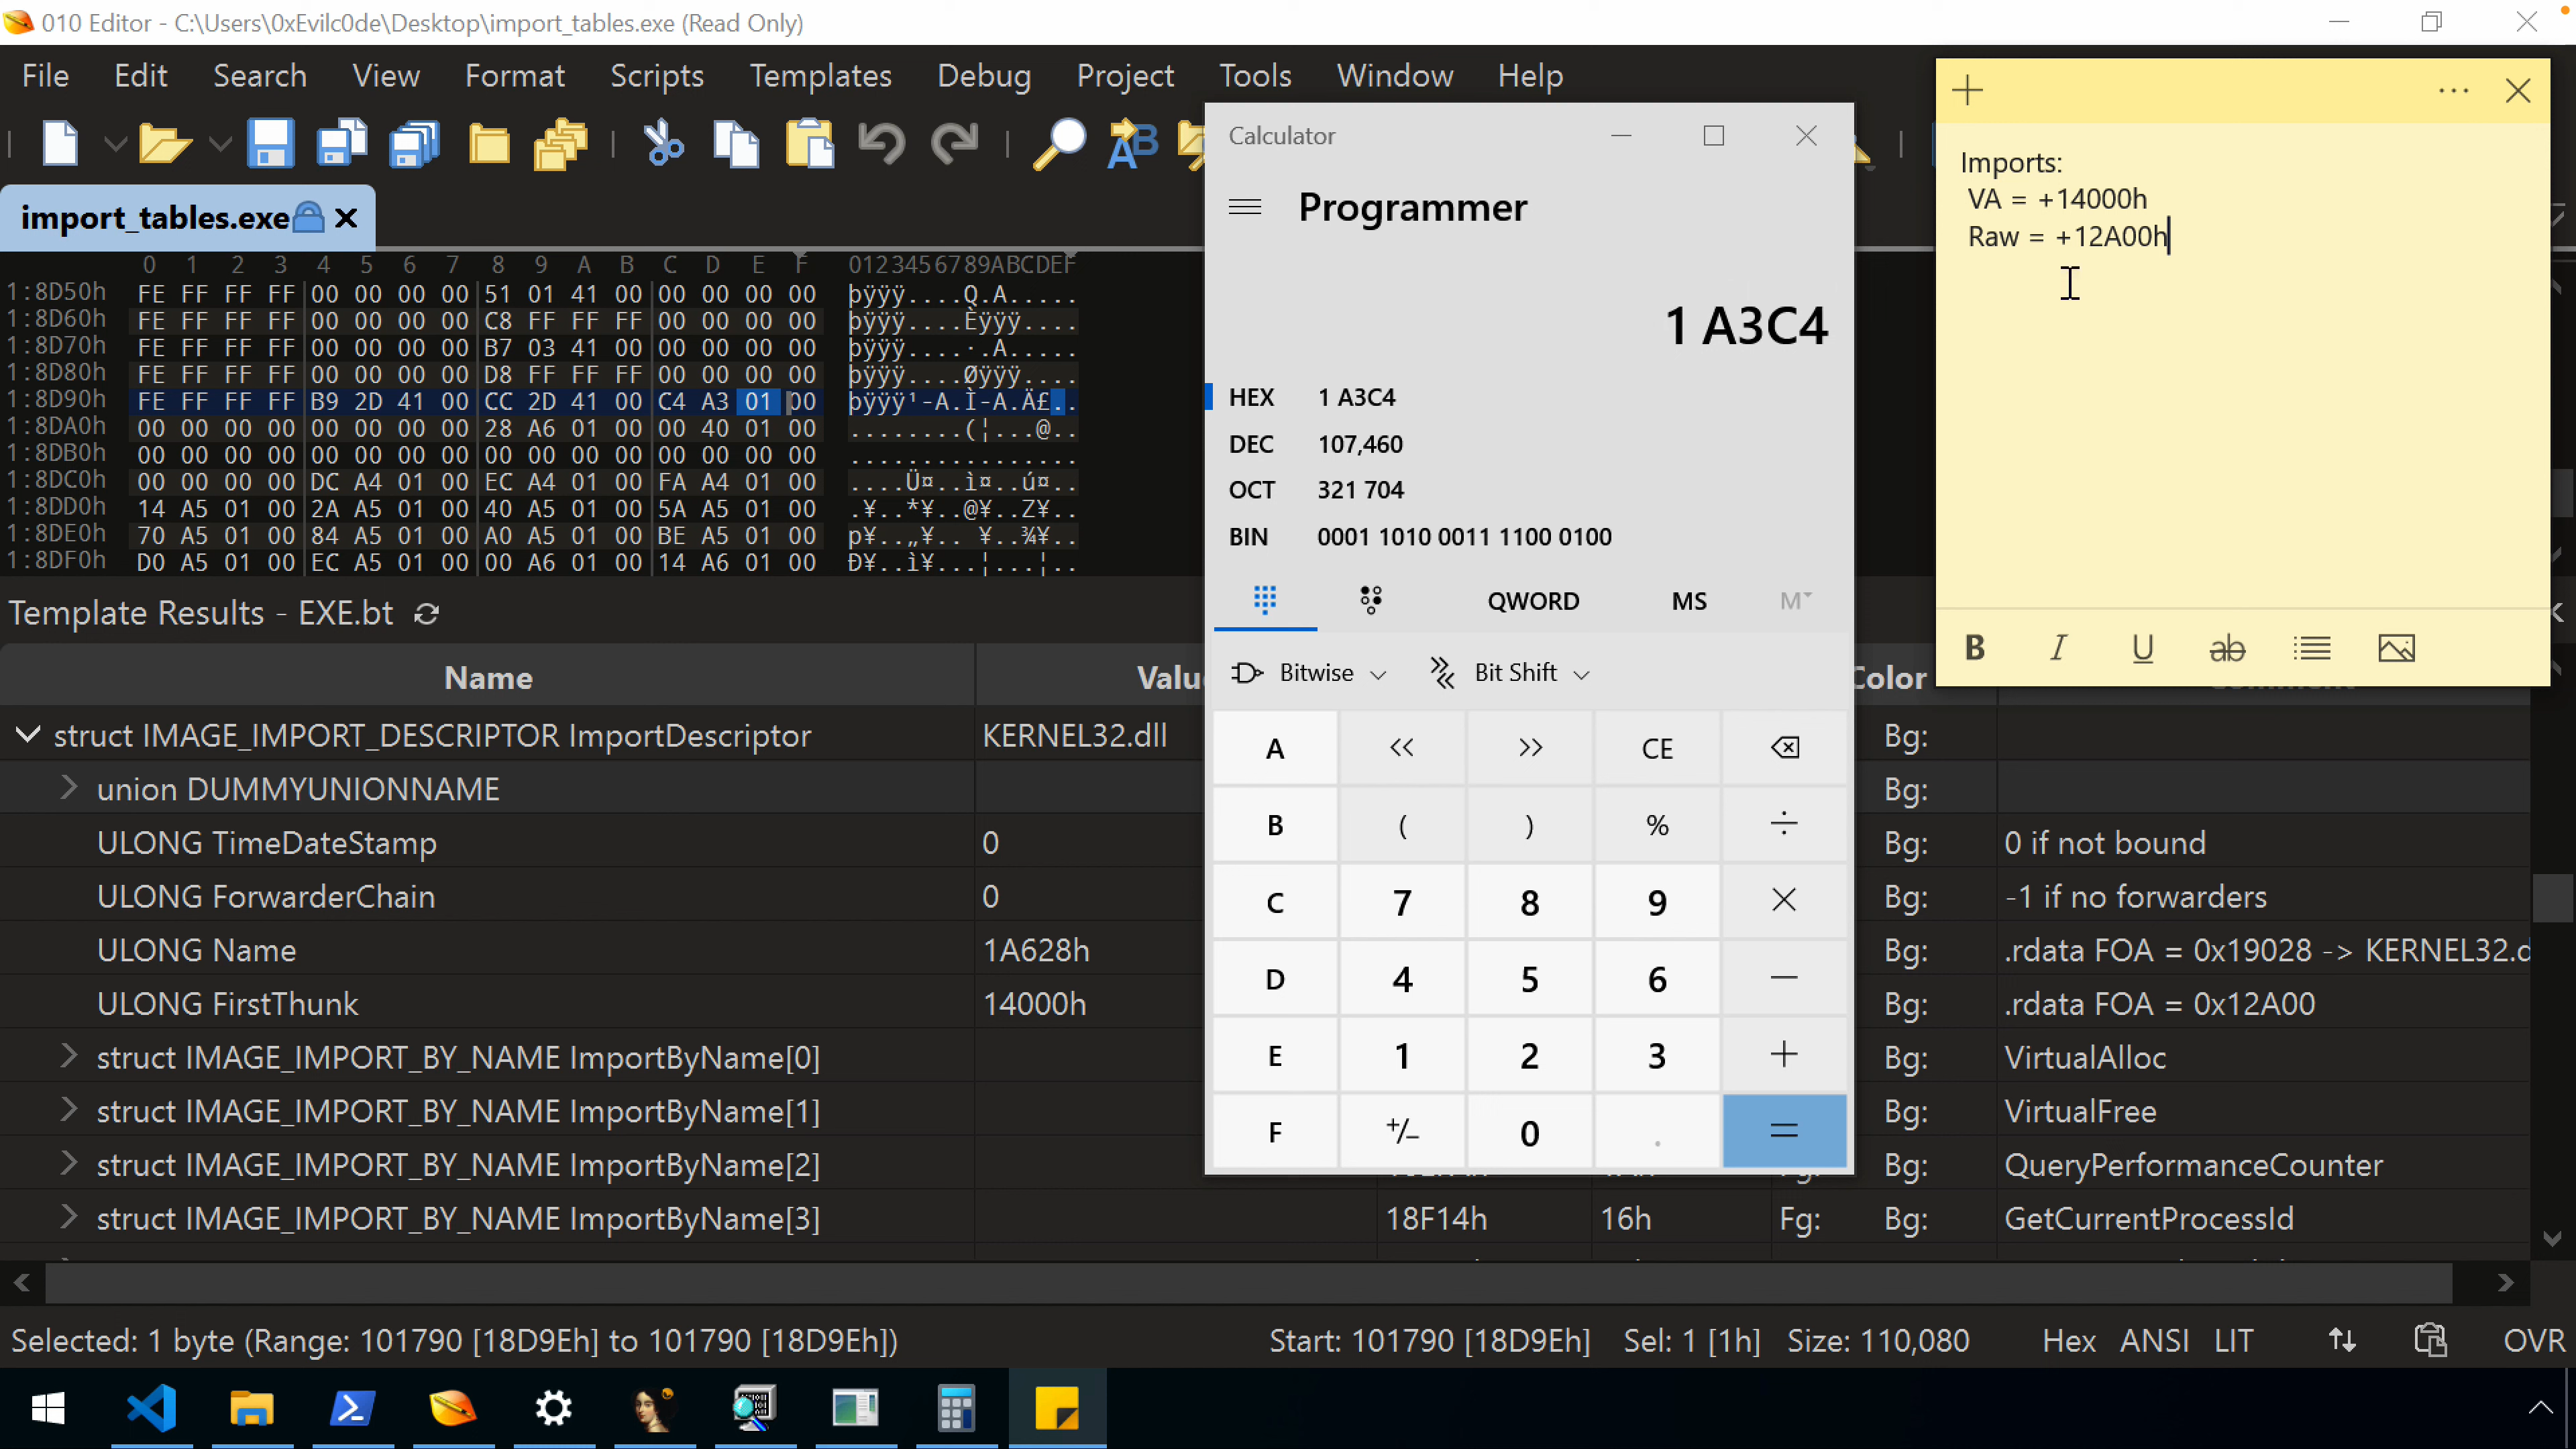 010 Editor - C:\Users\0xEvilc0de\Desktop\import_tables.exe (Read Only)
File Edit Search View Format Scripts Templates Debug Project Tools Window Help
import_tables.exe
0 1 2 3 4 5 6 7 8 9 A B C D E F 0123456789ABCDEF
1:8D50h FE FF FF FF 00 00 00 00 51 01 41 00 00 00 00 00 þÿÿÿ....Q.A.....
1:8D60h FE FF FF FF 00 00 00 00 C8 FF FF FF 00 00 00 00 þÿÿÿ....Èÿÿÿ....
1:8D70h FE FF FF FF 00 00 00 00 B7 03 41 00 00 00 00 00 þÿÿÿ....·.A.....
1:8D80h FE FF FF FF 00 00 00 00 D8 FF FF FF 00 00 00 00 þÿÿÿ....Øÿÿÿ....
1:8D90h FE FF FF FF B9 2D 41 00 CC 2D 41 00 C4 A3 01 00 þÿÿÿ¹-A.Ì-A.Ä£..
1:8DA0h 00 00 00 00 00 00 00 00 28 A6 01 00 00 40 01 00 ........(¦...@..
1:8DB0h 00 00 00 00 00 00 00 00 00 00 00 00 00 00 00 00 ................
1:8DC0h 00 00 00 00 DC A4 01 00 EC A4 01 00 FA A4 01 00 ....Ü¤..ì¤..ú¤..
1:8DD0h 14 A5 01 00 2A A5 01 00 40 A5 01 00 5A A5 01 00 .¥..*¥..@¥..Z¥..
1:8DE0h 70 A5 01 00 84 A5 01 00 A0 A5 01 00 BE A5 01 00 p¥..„¥.. ¥..¾¥..
1:8DF0h D0 A5 01 00 EC A5 01 00 00 A6 01 00 14 A6 01 00 Ð¥..ì¥...¦...¦..
Calculator
Programmer
1 A3C4
HEX 1 A3C4
DEC 107,460
OCT 321 704
BIN 0001 1010 0011 1100 0100
QWORD MS M
Bitwise Bit Shift
A << >> CE
B ( ) % ÷
C 7 8 9 ×
D 4 5 6 −
E 1 2 3 +
F +/− 0 . =
Imports:
VA = +14000h
Raw = +12A00h
B I U ab
Template Results - EXE.bt
Name Valu Color
struct IMAGE_IMPORT_DESCRIPTOR ImportDescriptor KERNEL32.dll Bg:
union DUMMYUNIONNAME Bg:
ULONG TimeDateStamp 0 Bg: 0 if not bound
ULONG ForwarderChain 0 Bg: -1 if no forwarders
ULONG Name 1A628h Bg: .rdata FOA = 0x19028 -> KERNEL32.d
ULONG FirstThunk 14000h Bg: .rdata FOA = 0x12A00
struct IMAGE_IMPORT_BY_NAME ImportByName[0] Bg: VirtualAlloc
struct IMAGE_IMPORT_BY_NAME ImportByName[1] Bg: VirtualFree
struct IMAGE_IMPORT_BY_NAME ImportByName[2] Bg: QueryPerformanceCounter
struct IMAGE_IMPORT_BY_NAME ImportByName[3] 18F14h 16h Fg: Bg: GetCurrentProcessId
Selected: 1 byte (Range: 101790 [18D9Eh] to 101790 [18D9Eh]) Start: 101790 [18D9Eh] Sel: 1 [1h] Size: 110,080 Hex ANSI LIT OVR